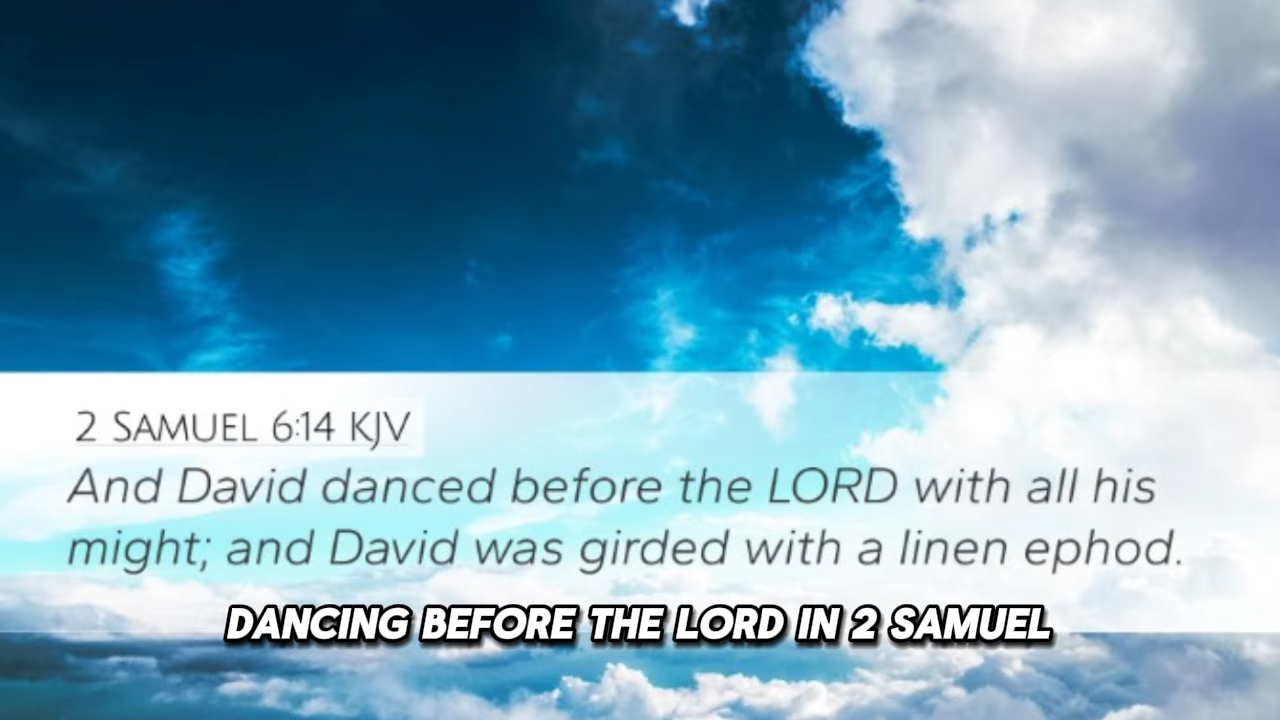 2 SAMUEL 6:14 KJV
And David danced before the LORD with all his
might; and David was girded with a linen ephod.
DANCING BEFORE THE LORD IN 2 SAMUEL